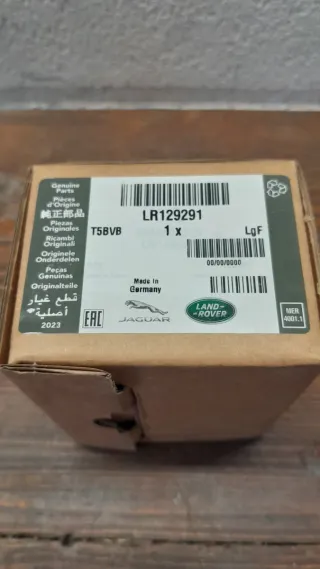 Genuine
Parts
Pièces
d'Origine
純正部品
Piezas
Originales
Ricambi
Originali
Originele
Onderdelen
Peças
Genuínas
Originalteile
قطع غيار
أصلية
2023
LR129291
T5BVB 1 x LgF
00/00/0000
Made in
Germany
EAC
JAGUAR
LAND-
-ROVER
MER
4001.1